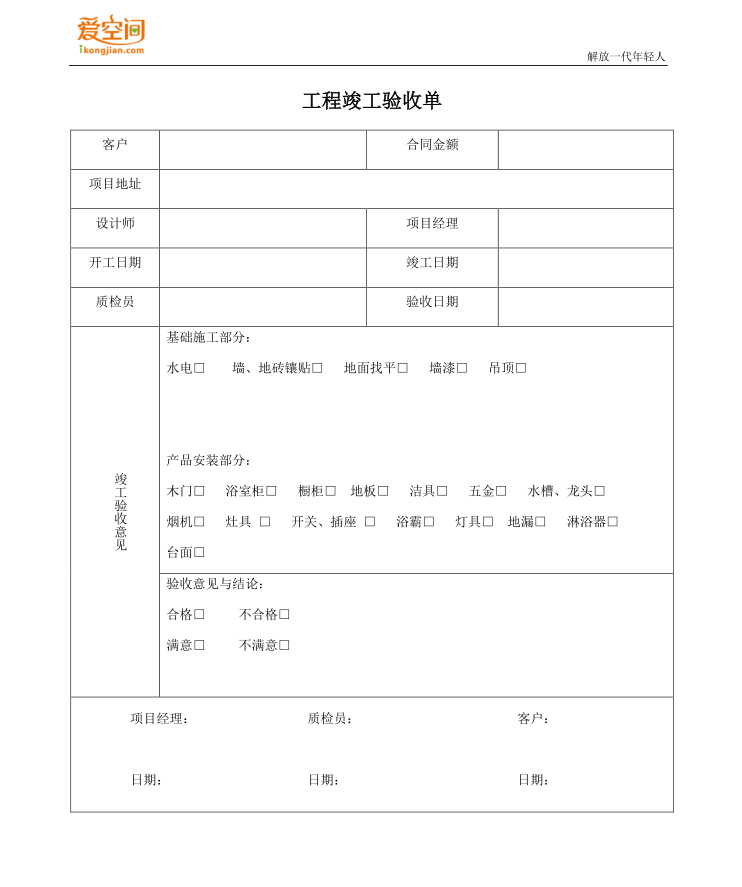 爱空间
ikongjian.com
解放一代年轻人
工程竣工验收单
客户 合同金额
项目地址
设计师 项目经理
开工日期 竣工日期
质检员 验收日期
竣工验收意见
基础施工部分：
水电□ 墙、地砖镶贴□ 地面找平□ 墙漆□ 吊顶□
产品安装部分：
木门□ 浴室柜□ 橱柜□ 地板□ 洁具□ 五金□ 水槽、龙头□
烟机□ 灶具 □ 开关、插座 □ 浴霸□ 灯具□ 地漏□ 淋浴器□
台面□
验收意见与结论：
合格□ 不合格□
满意□ 不满意□
项目经理： 质检员： 客户：
日期： 日期： 日期：